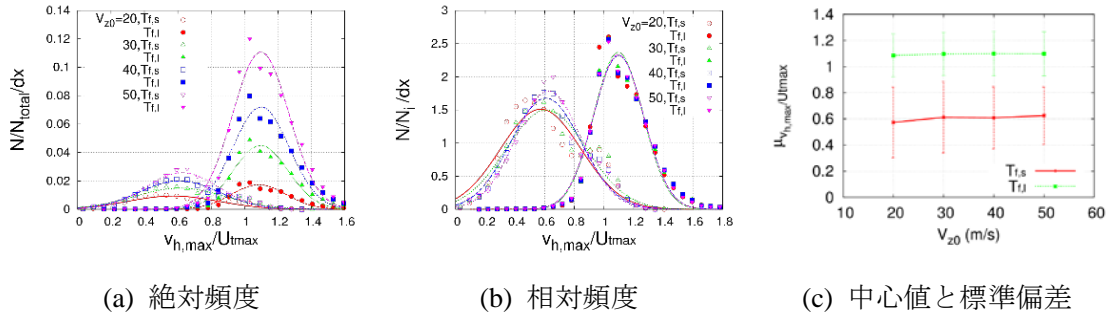 N/N_total/dx
0.14
0.12
0.1
0.08
0.06
0.04
0.02
0
V_z0=20,T_f,s
T_f,l
30,T_f,s
T_f,l
40,T_f,s
T_f,l
50,T_f,s
T_f,l
0.0 0.2 0.4 0.6 0.8 1.0 1.2 1.4 1.6
v_h,max/U_tmax
N/N_i/dx
3
2.5
2
1.5
1
0.5
0
V_z0=20,T_f,s
T_f,l
30,T_f,s
T_f,l
40,T_f,s
T_f,l
50,T_f,s
T_f,l
0.0 0.2 0.4 0.6 0.8 1.0 1.2 1.4 1.6
v_h,max/U_tmax
μ_v_h,max/Utmax
1.4
1.2
1
0.8
0.6
0.4
0.2
0
T_f,s
T_f,l
10 20 30 40 50 60
V_z0 (m/s)
(a) 絶対頻度
(b) 相対頻度
(c) 中心値と標準偏差